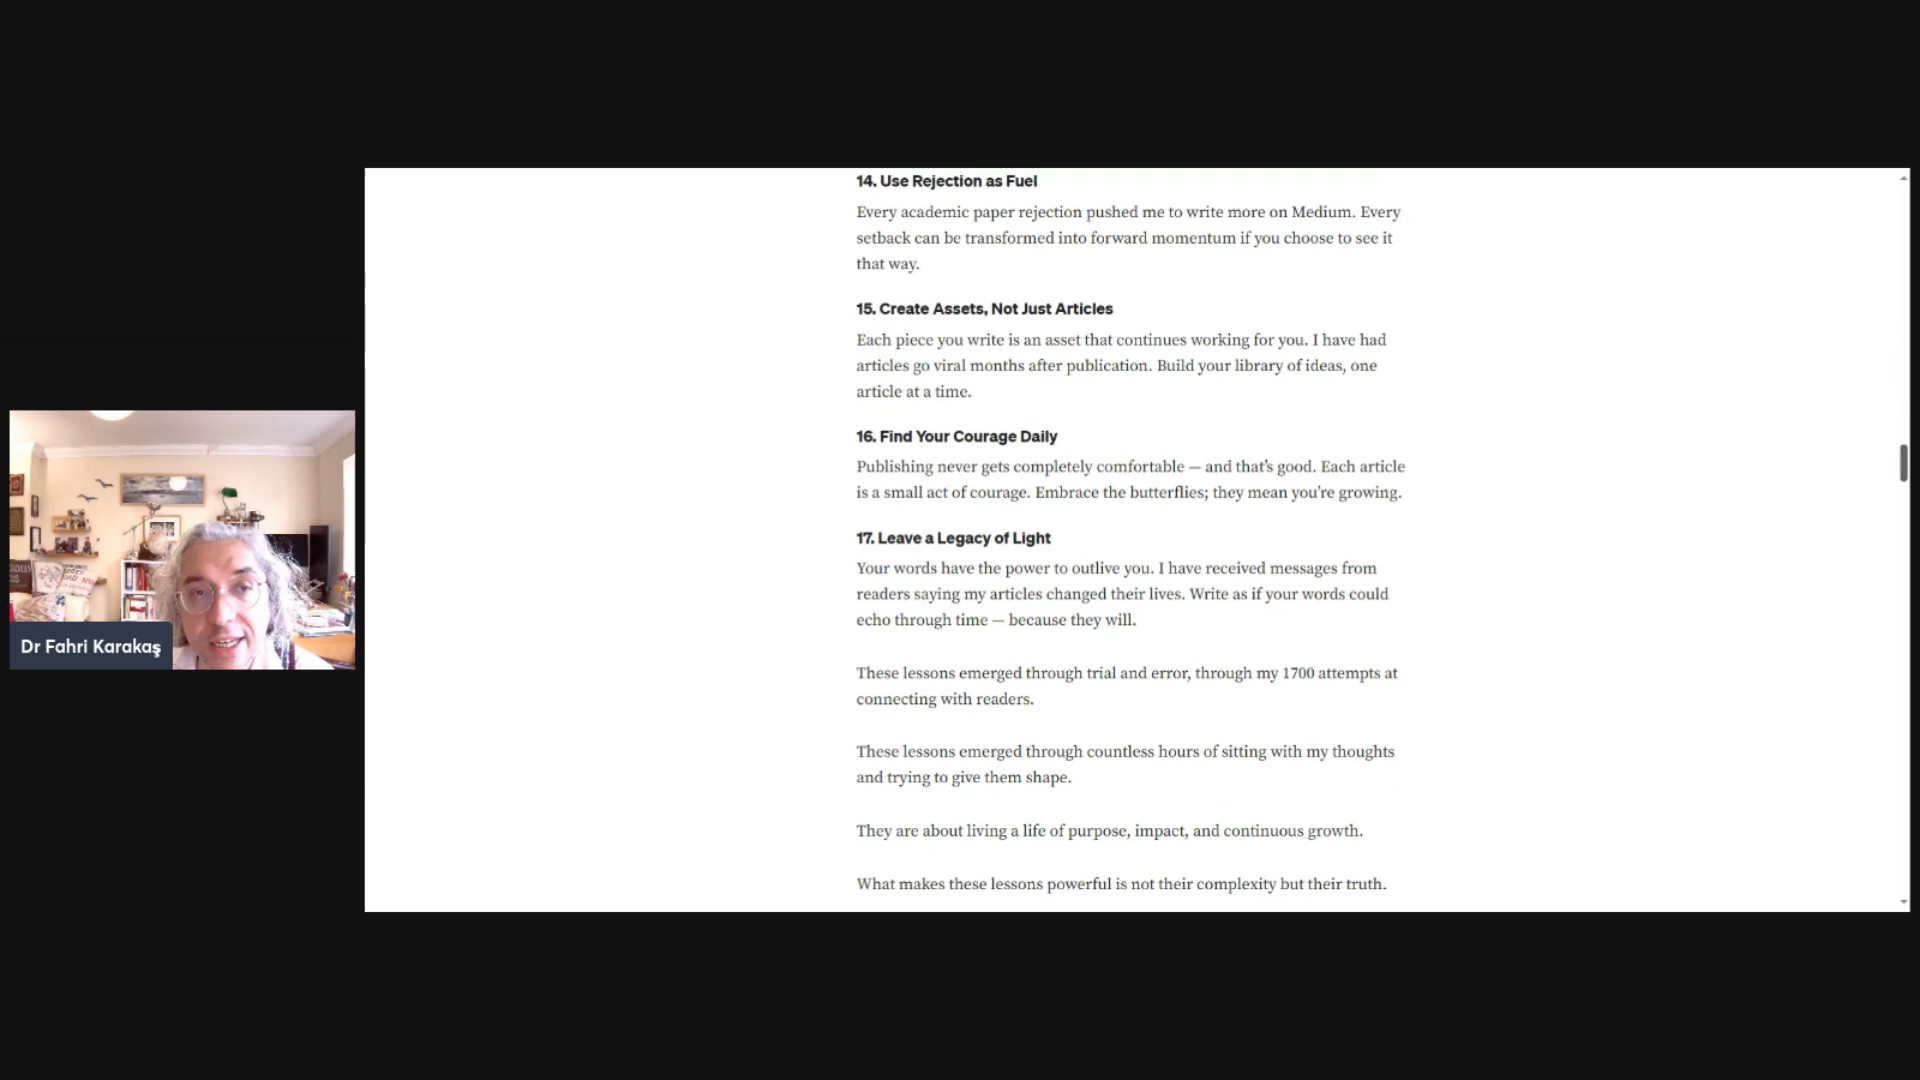 14. Use Rejection as Fuel
Every academic paper rejection pushed me to write more on Medium. Every
setback can be transformed into forward momentum if you choose to see it
that way.
15. Create Assets, Not Just Articles
Each piece you write is an asset that continues working for you. I have had
articles go viral months after publication. Build your library of ideas, one
article at a time.
16. Find Your Courage Daily
Publishing never gets completely comfortable — and that’s good. Each article
is a small act of courage. Embrace the butterflies; they mean you’re growing.
17. Leave a Legacy of Light
Your words have the power to outlive you. I have received messages from
readers saying my articles changed their lives. Write as if your words could
echo through time — because they will.
These lessons emerged through trial and error, through my 1700 attempts at
connecting with readers.
These lessons emerged through countless hours of sitting with my thoughts
and trying to give them shape.
They are about living a life of purpose, impact, and continuous growth.
What makes these lessons powerful is not their complexity but their truth.
Dr Fahri Karakaş